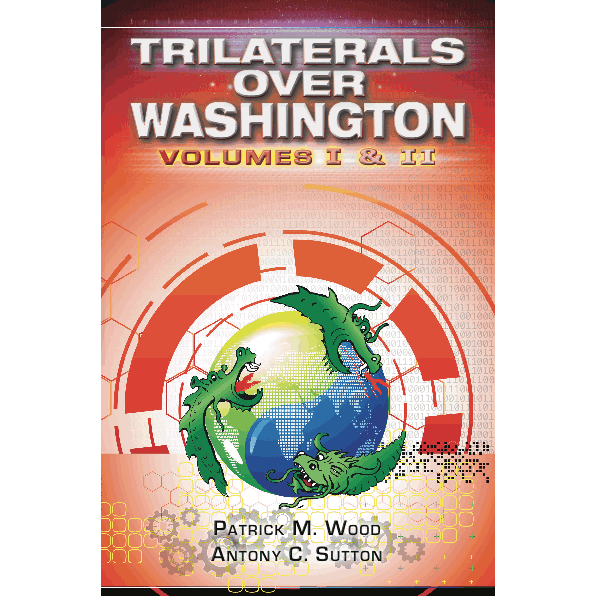 TRILATERALS
OVER
WASHINGTON
VOLUMES I & II
PATRICK M. WOOD
ANTONY C. SUTTON